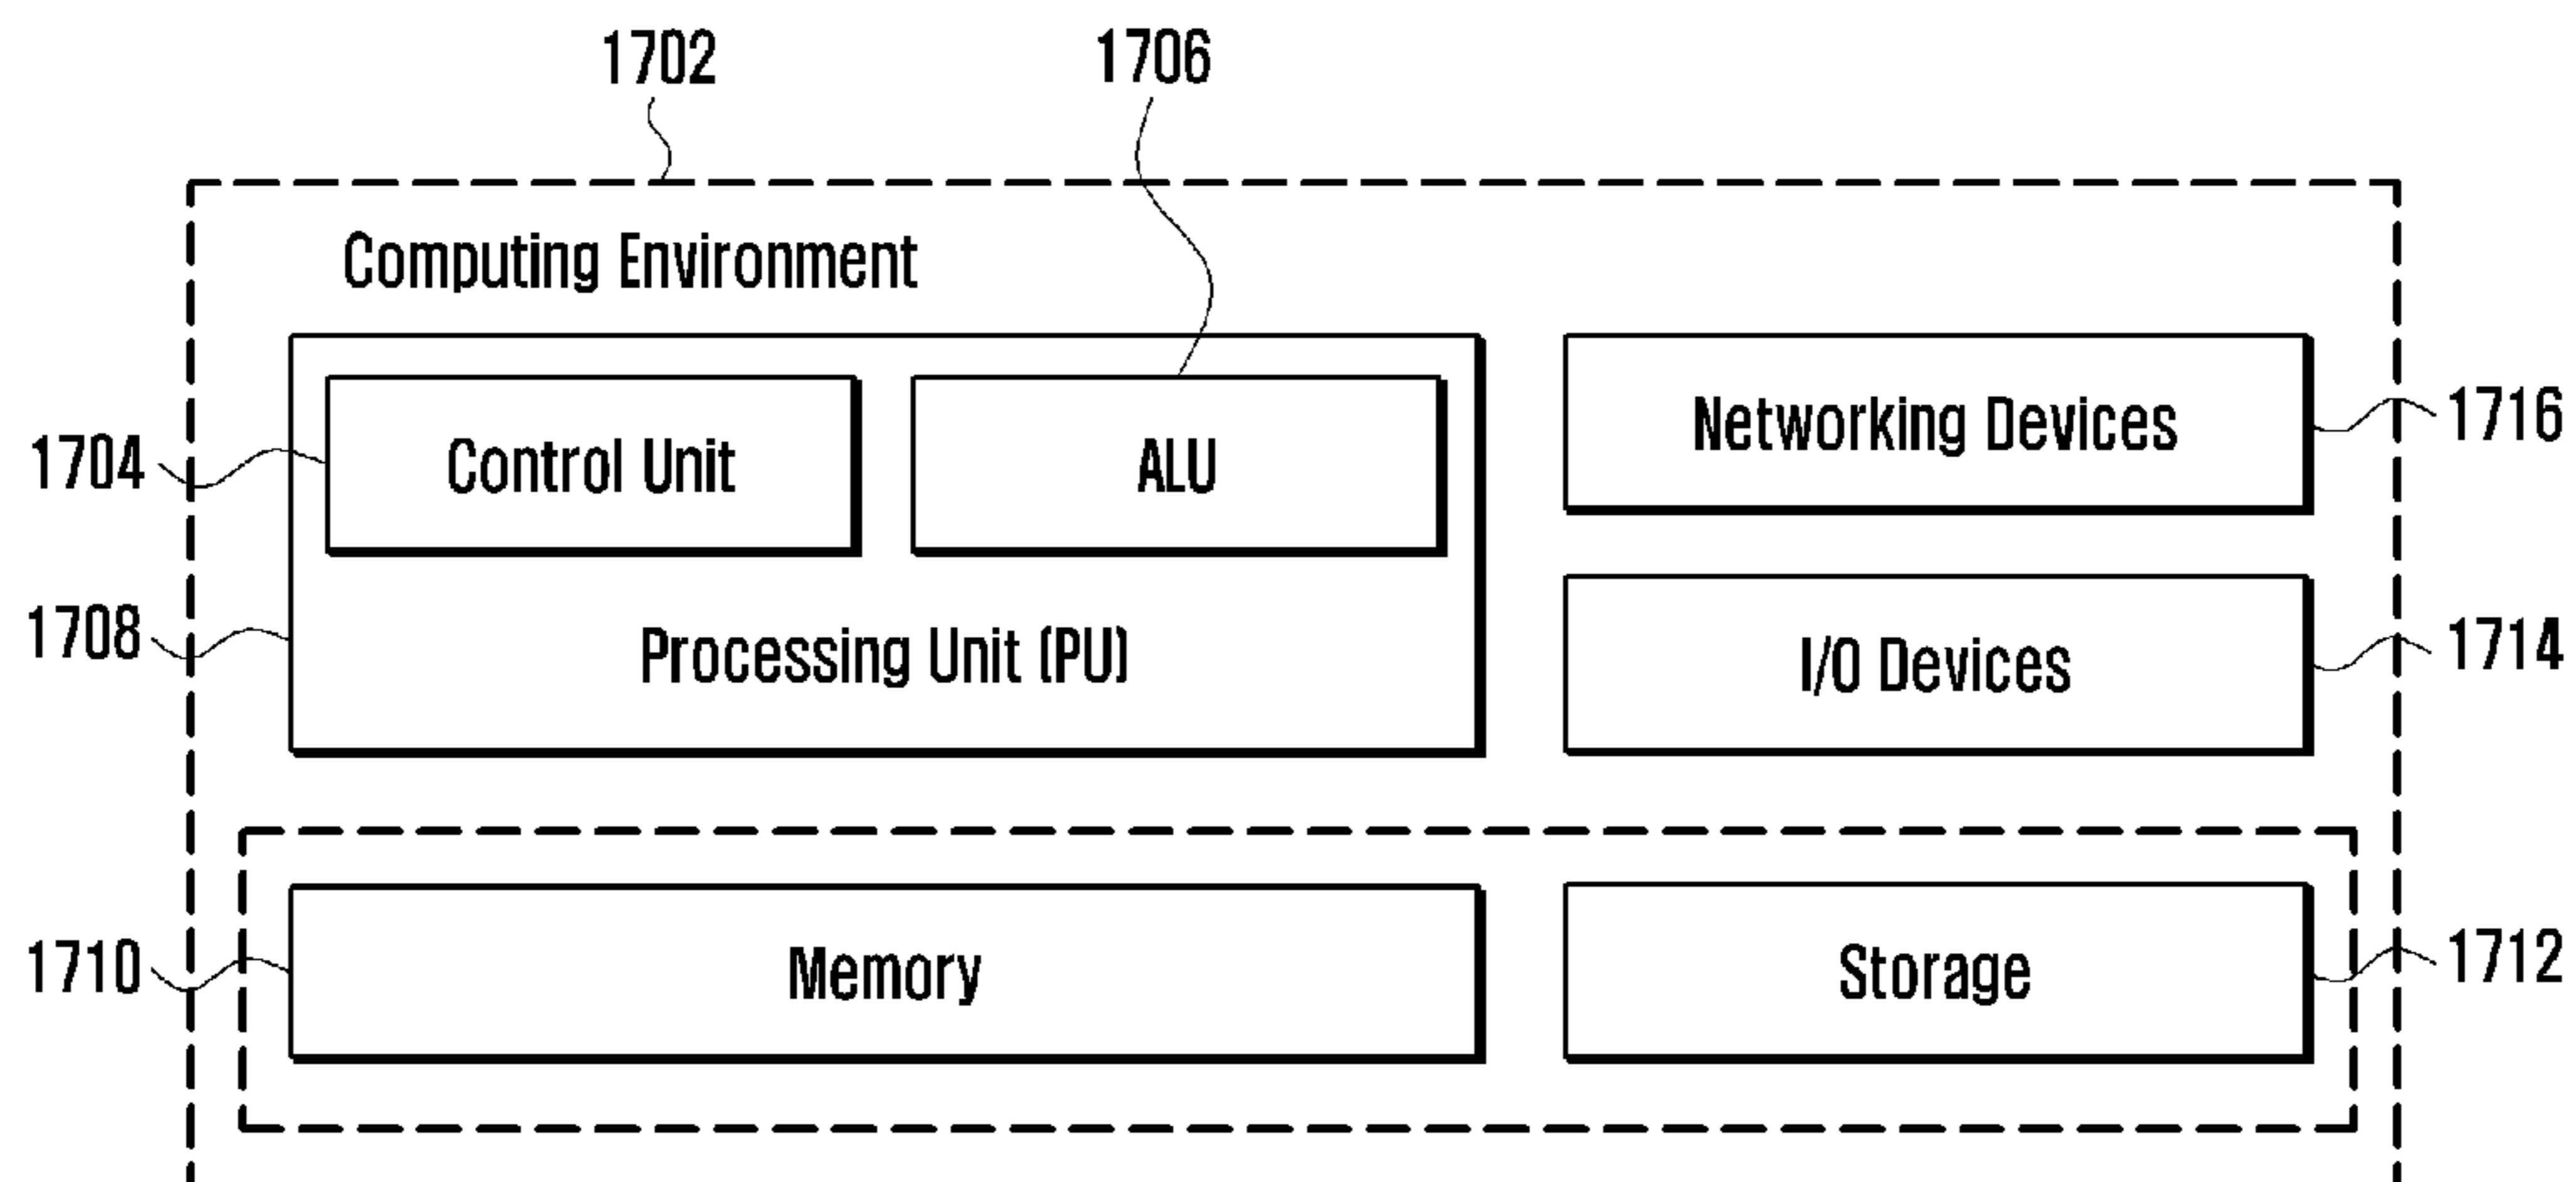 1702
1706
Computing Environment
1704
Control Unit
ALU
Networking Devices
1716
1708
Processing Unit (PU)
I/O Devices
1714
1710
Memory
Storage
1712